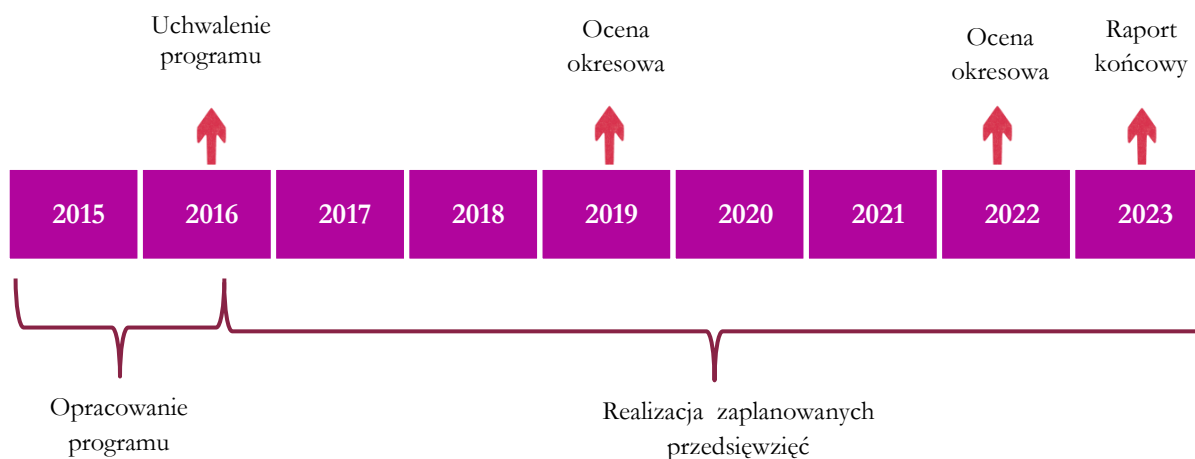 Uchwalenie
programu
Ocena
okresowa
Ocena
okresowa
Raport
końcowy
2015
2016
2017
2018
2019
2020
2021
2022
2023
Opracowanie
programu
Realizacja zaplanowanych
przedsięwzięć